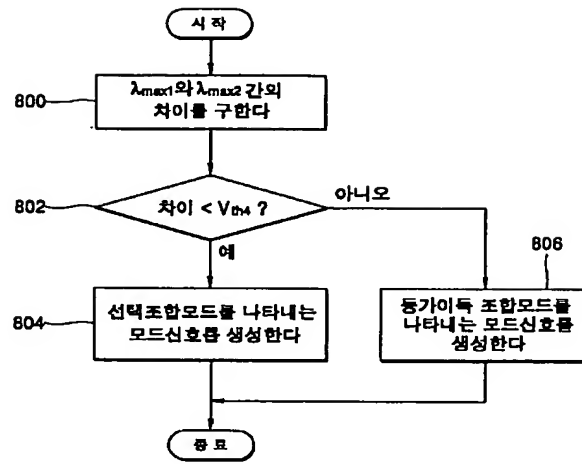 시 작
800
λmax1와 λmax2 간의
차이를 구한다
802
차이 < Vth4 ?
아니오
예
804
선택조합모드를 나타내는
모드신호를 생성한다
806
등가이득 조합모드를
나타내는 모드신호를
생성한다
종 료